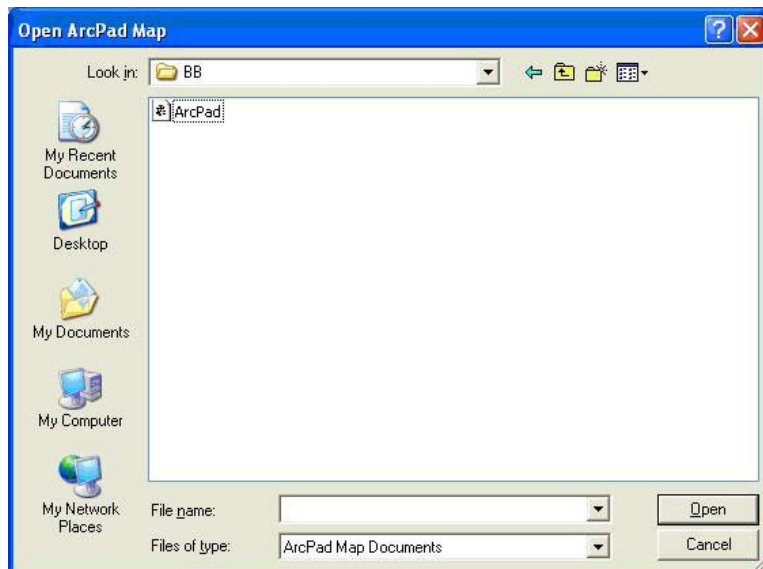 Open ArcPad Map
Look in: BB
ArcPad
My Recent
Documents
Desktop
My Documents
My Computer
My Network
Places
File name:
Open
Files of type: ArcPad Map Documents
Cancel